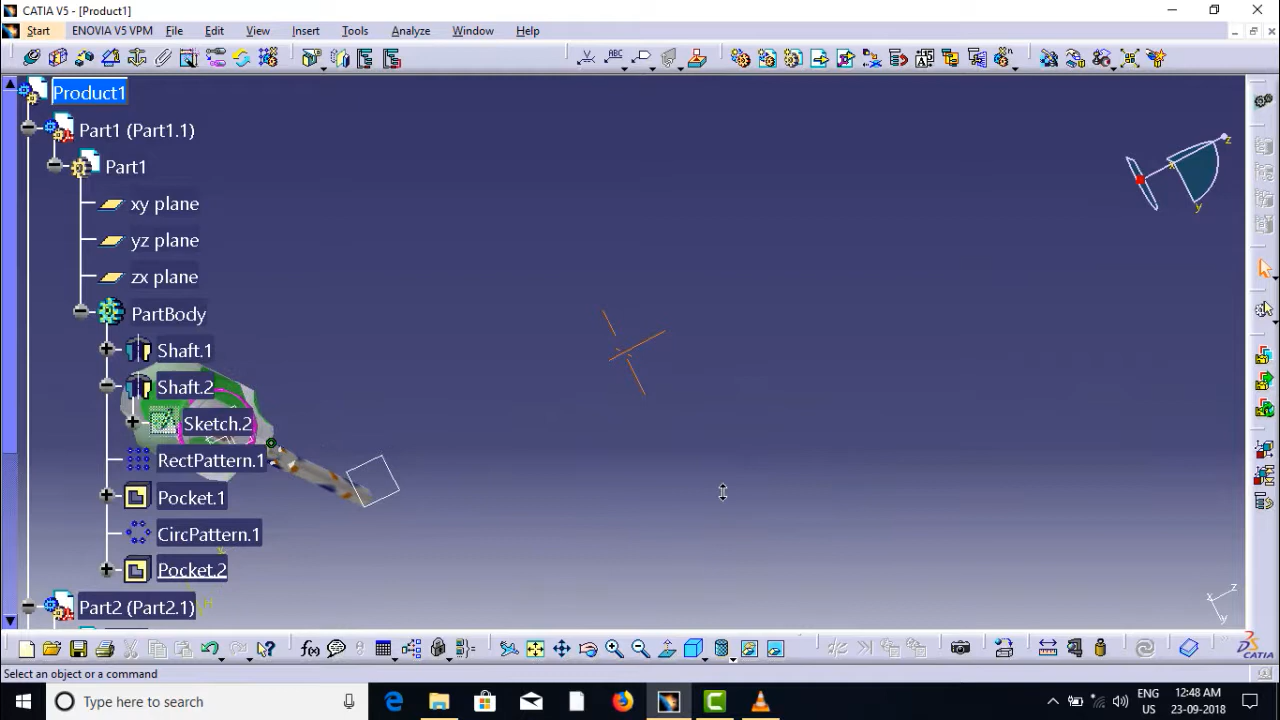 CATIA V5 - [Product1]
Start ENOVIA V5 VPM File Edit View Insert Tools Analyze Window Help
ABC
Product1
Part1 (Part1.1)
Part1
xy plane
yz plane
zx plane
PartBody
Shaft.1
Shaft.2
Sketch.2
RectPattern.1
Pocket.1
CircPattern.1
Pocket.2
Part2 (Part2.1)
z
x
y
z
x
y
f(x)
CATIA
Select an object or a command
Type here to search
ENG
US
12:48 AM
23-09-2018